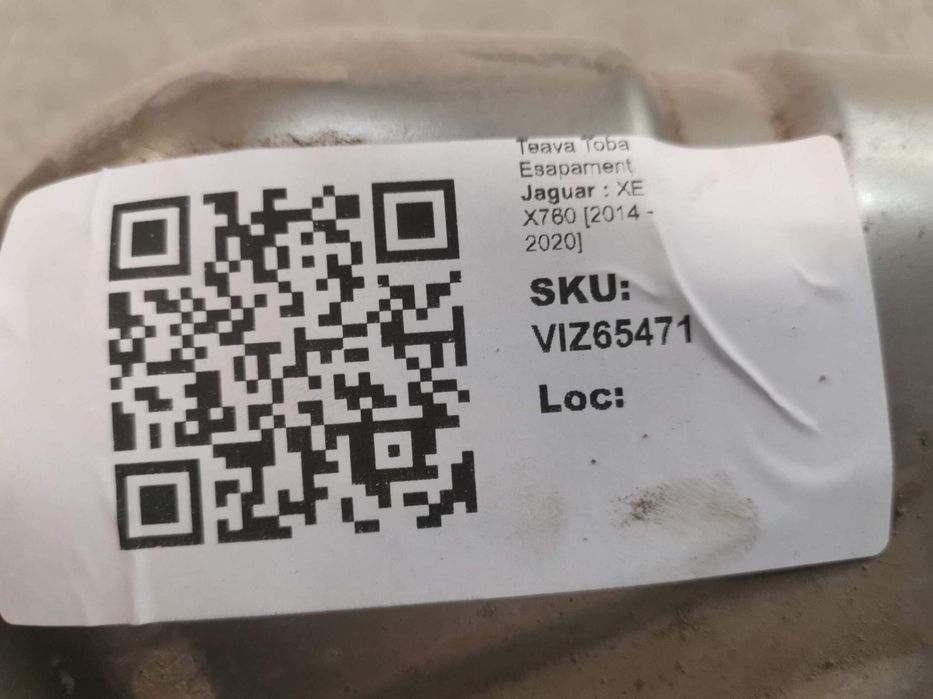 Teava Toba
Esapament
Jaguar : XE
X760 [2014 -
2020]
SKU:
VIZ65471
Loc: